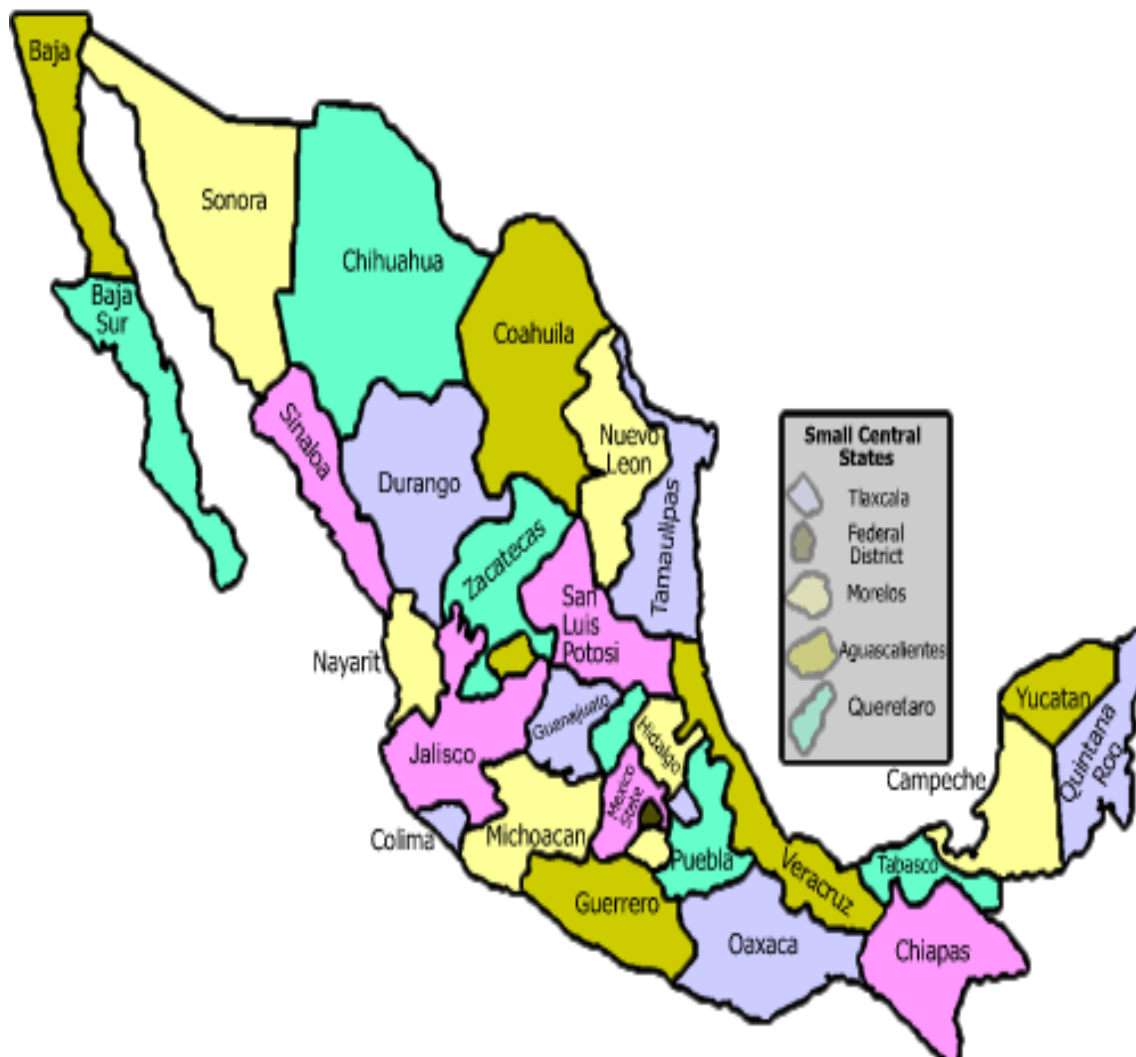 Baja
Sonora
Chihuahua
Baja
Sur
Coahuila
Sinaloa
Nuevo
Leon
Durango
Tamaulipas
Zacatecas
San
Luis
Potosi
Nayarit
Guanajuato
Hidalgo
Jalisco
Mexico
State
Colima
Michoacan
Puebla
Veracruz
Guerrero
Oaxaca
Chiapas
Tabasco
Campeche
Yucatan
Quintana
Roo
Small Central
States
Tlaxcala
Federal
District
Morelos
Aguascalientes
Queretaro